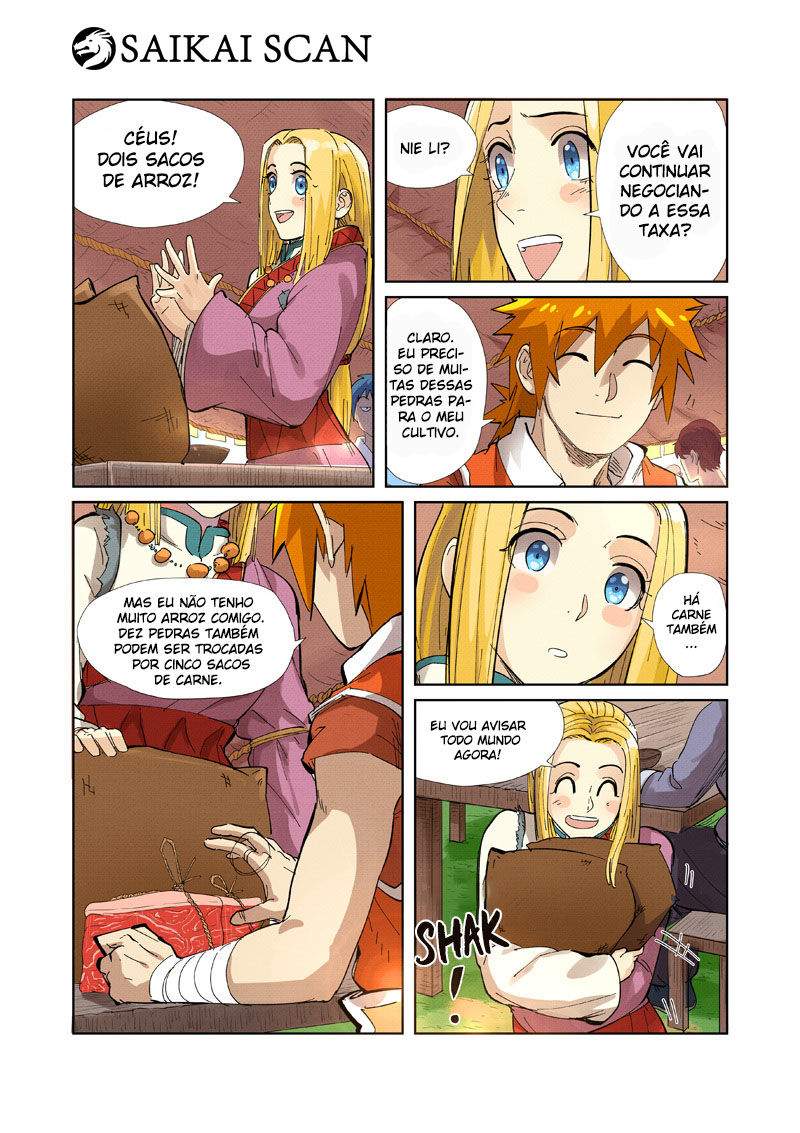 SAIKAI SCAN
CÉUS!
DOIS SACOS
DE ARROZ!
NIE LI?
VOCÊ VAI
CONTINUAR
NEGOCIAN-
DO A ESSA
TAXA?
CLARO.
EU PRECI-
SO DE MUI-
TAS DESSAS
PEDRAS PA-
RA O MEU
CULTIVO.
MAS EU NÃO TENHO
MUITO ARROZ COMIGO.
DEZ PEDRAS TAMBÉM
PODEM SER TROCADAS
POR CINCO SACOS
DE CARNE.
HÁ
CARNE
TAMBÉM
...
EU VOU AVISAR
TODO MUNDO
AGORA!
SHAK
!